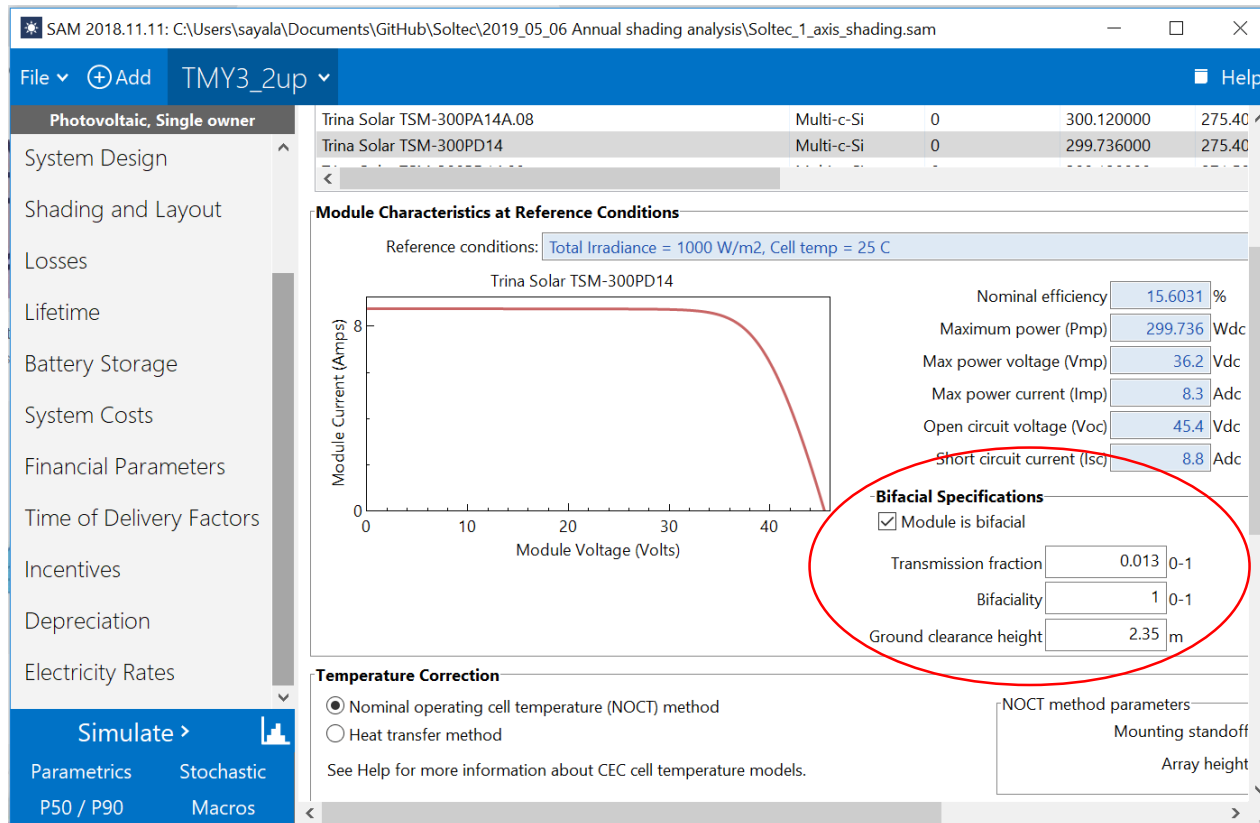 SAM 2018.11.11: C:\Users\sayala\Documents\GitHub\Soltec\2019_05_06 Annual shading analysis\Soltec_1_axis_shading.sam
File Add TMY3_2up Help
Photovoltaic, Single owner
System Design
Shading and Layout
Losses
Lifetime
Battery Storage
System Costs
Financial Parameters
Time of Delivery Factors
Incentives
Depreciation
Electricity Rates
Simulate >
Parametrics Stochastic
P50 / P90 Macros
Trina Solar TSM-300PA14A.08 Multi-c-Si 0 300.120000 275.40
Trina Solar TSM-300PD14 Multi-c-Si 0 299.736000 275.40
Module Characteristics at Reference Conditions
Reference conditions: Total Irradiance = 1000 W/m2, Cell temp = 25 C
Trina Solar TSM-300PD14
Module Current (Amps)
8
0
0 10 20 30 40
Module Voltage (Volts)
Nominal efficiency 15.6031 %
Maximum power (Pmp) 299.736 Wdc
Max power voltage (Vmp) 36.2 Vdc
Max power current (Imp) 8.3 Adc
Open circuit voltage (Voc) 45.4 Vdc
Short circuit current (Isc) 8.8 Adc
Bifacial Specifications
Module is bifacial
Transmission fraction 0.013 0-1
Bifaciality 1 0-1
Ground clearance height 2.35 m
Temperature Correction
Nominal operating cell temperature (NOCT) method
Heat transfer method
See Help for more information about CEC cell temperature models.
NOCT method parameters
Mounting standoff
Array height